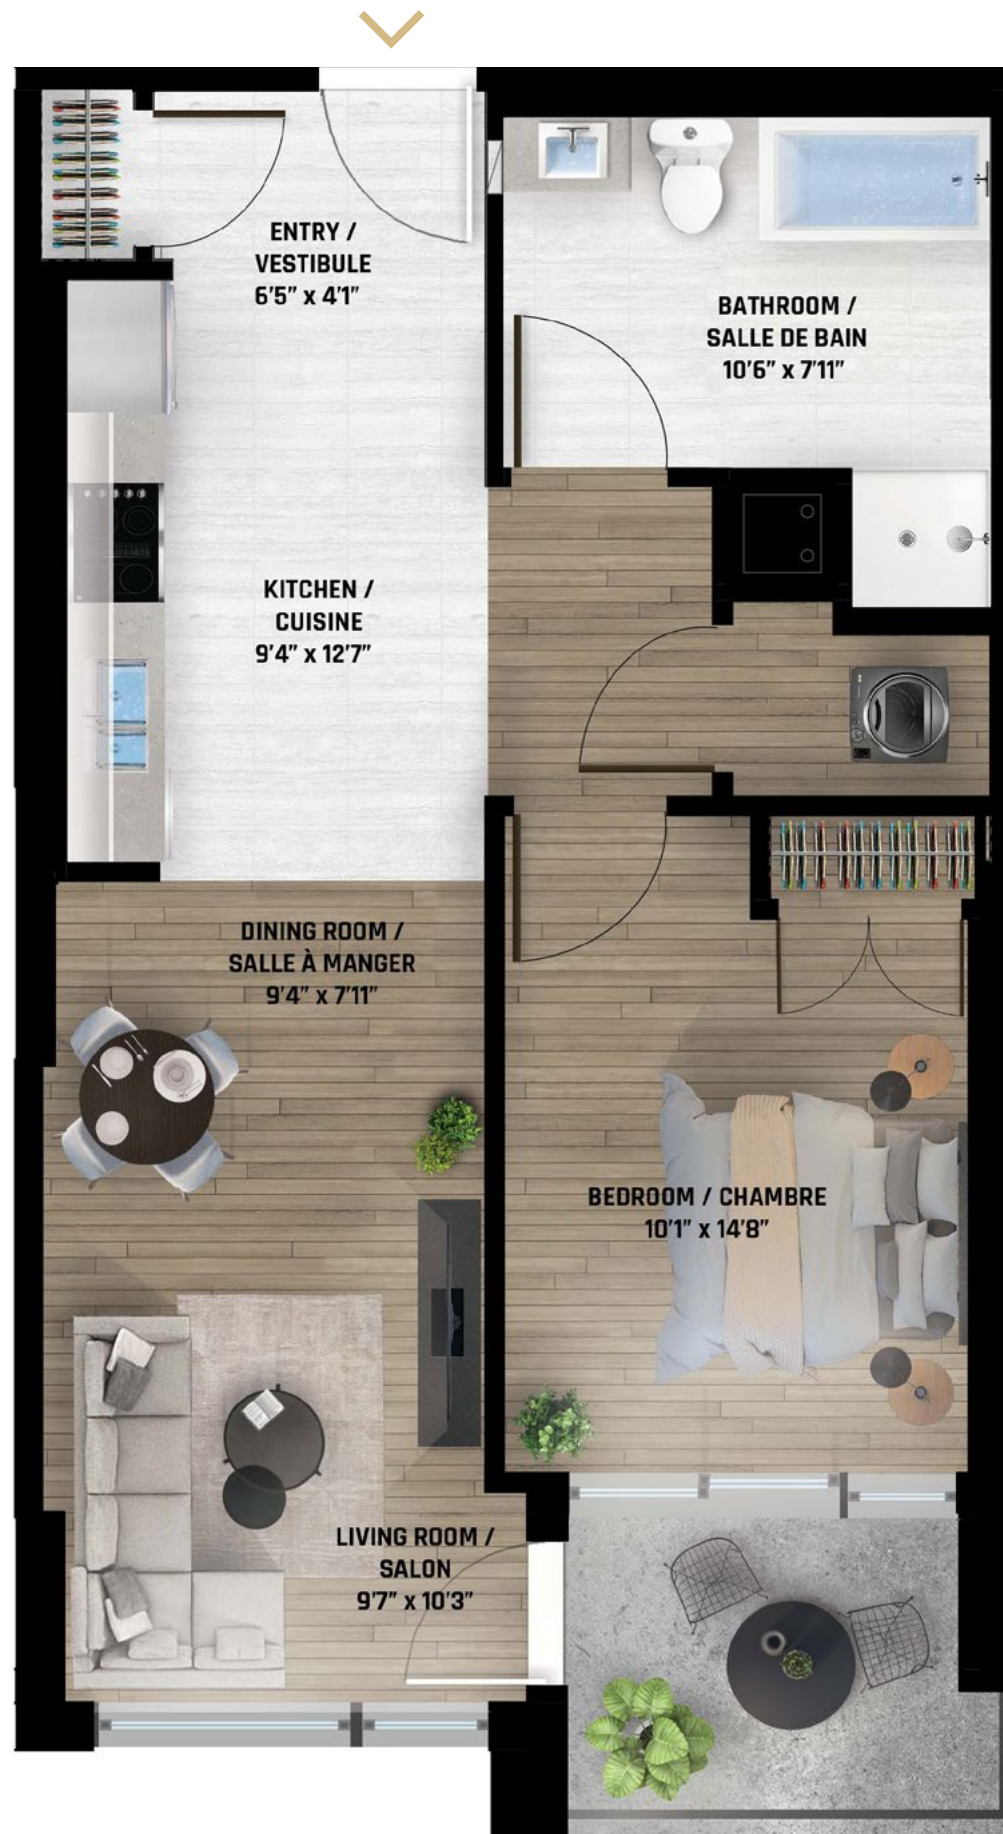 ENTRY /
VESTIBULE
6'5" x 4'1"
BATHROOM /
SALLE DE BAIN
10'6" x 7'11"
KITCHEN /
CUISINE
9'4" x 12'7"
DINING ROOM /
SALLE À MANGER
9'4" x 7'11"
BEDROOM / CHAMBRE
10'1" x 14'8"
LIVING ROOM /
SALON
9'7" x 10'3"